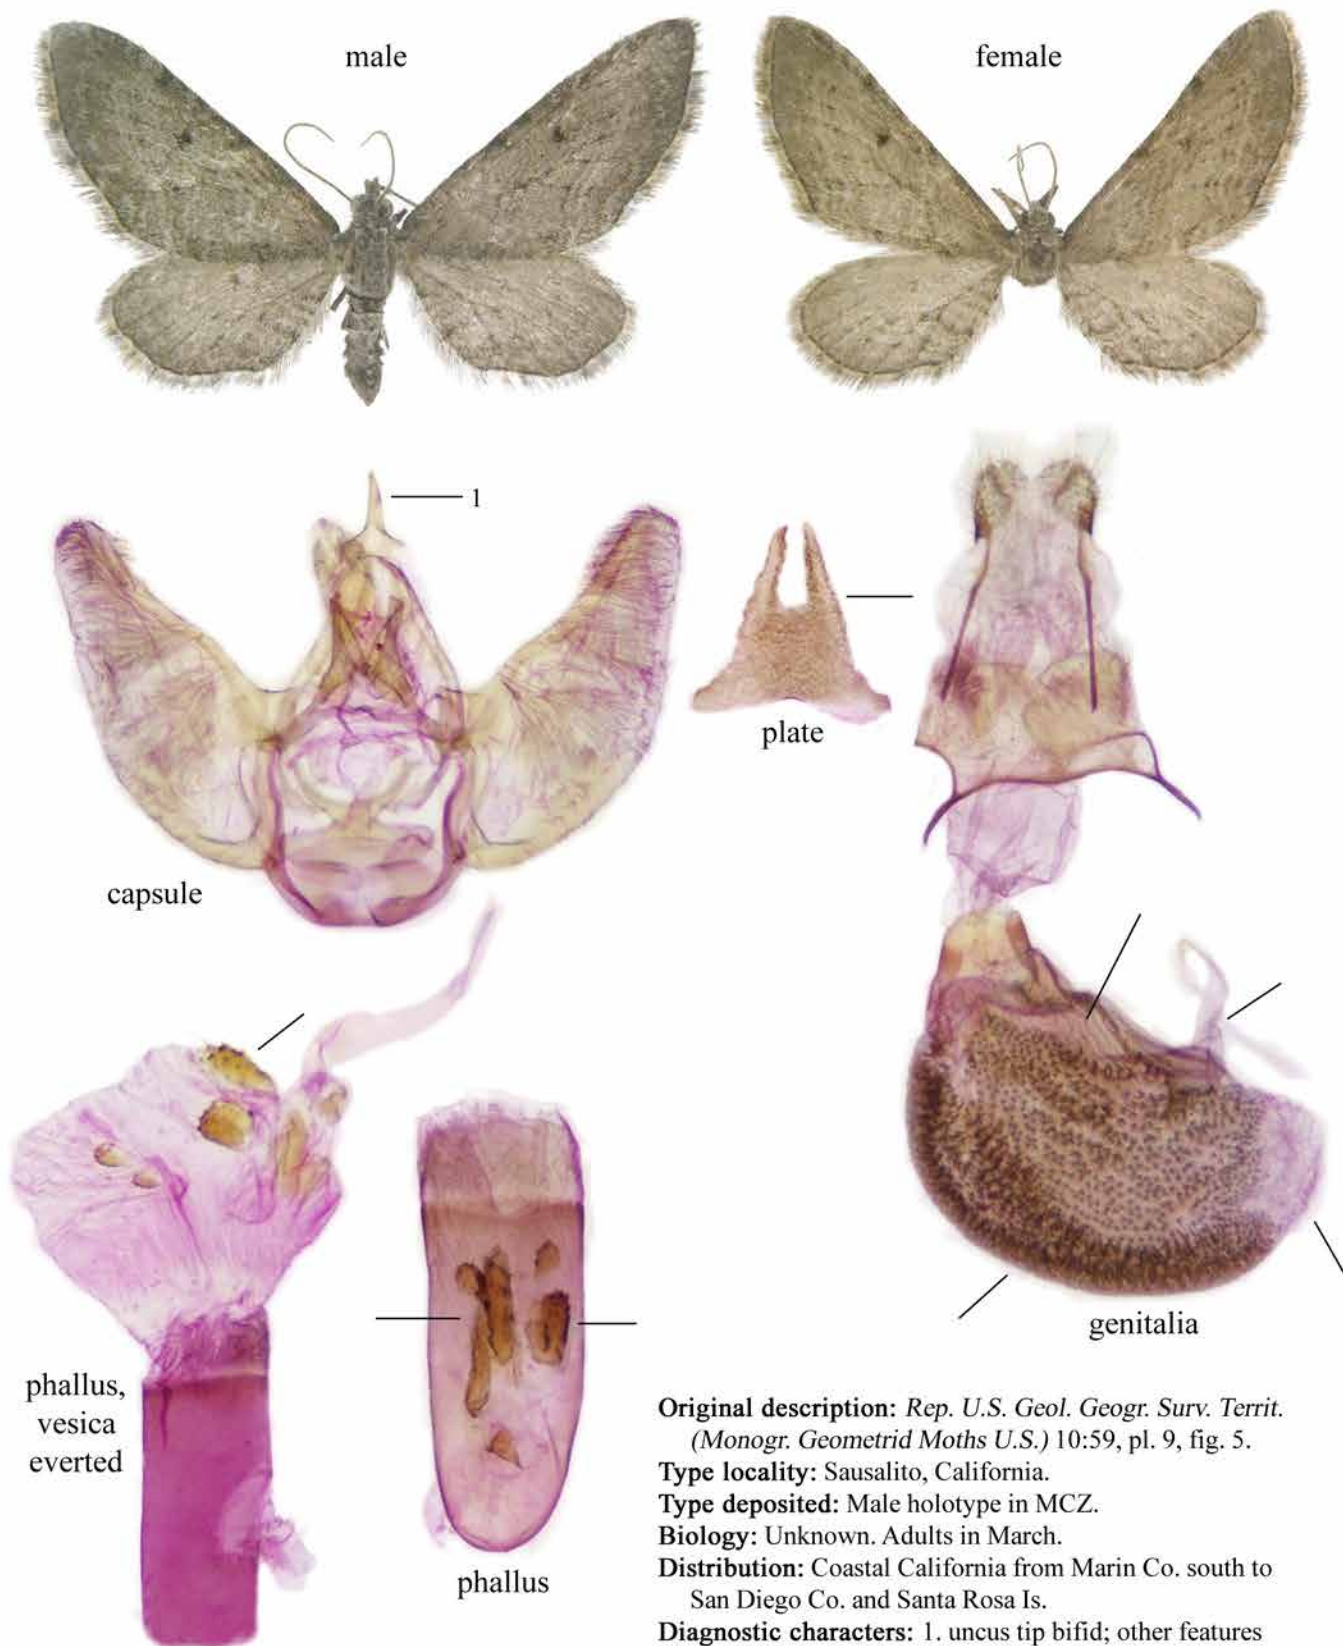 male
female
1
plate
capsule
genitalia
phallus,
vesica
everted
phallus
Original description: Rep. U.S. Geol. Geogr. Surv. Territ.
(Monogr. Geometrid Moths U.S.) 10:59, pl. 9, fig. 5.
Type locality: Sausalito, California.
Type deposited: Male holotype in MCZ.
Biology: Unknown. Adults in March.
Distribution: Coastal California from Marin Co. south to
San Diego Co. and Santa Rosa Is.
Diagnostic characters: 1. uncus tip bifid; other features